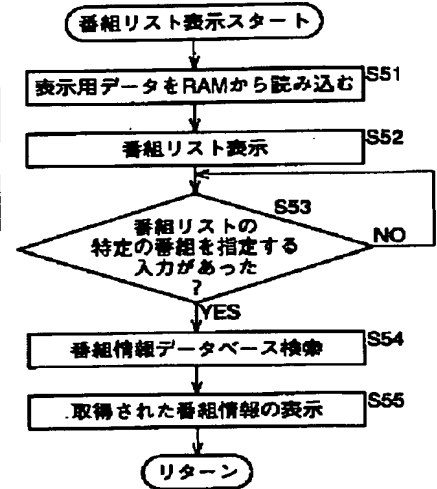 番組リスト表示スタート
表示用データをRAMから読み込む
S51
番組リスト表示
S52
S53
番組リストの
特定の番組を指定する
入力があった
?
NO
YES
番組情報データベース検索
S54
取得された番組情報の表示
S55
リターン